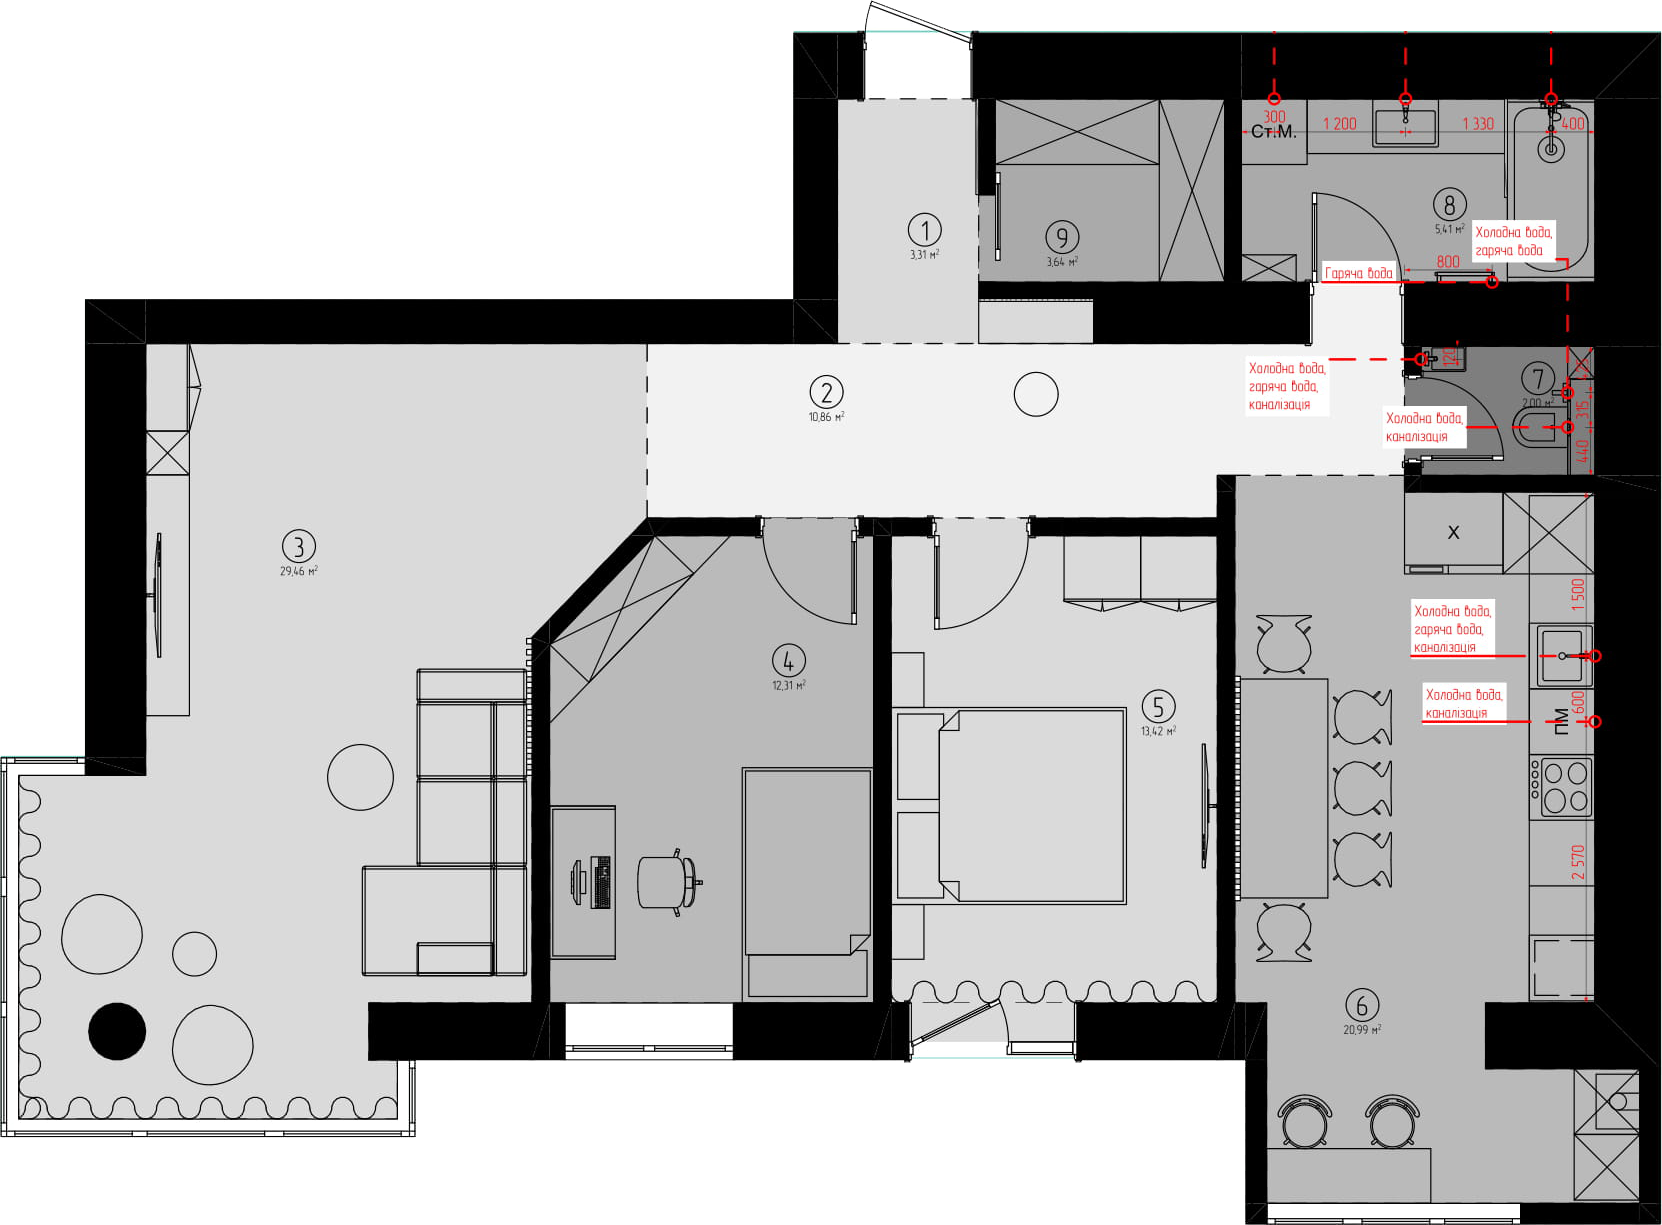 300
1 200
1 330
400
Ст.М.
1
3,31 м²
9
3,64 м²
8
5,41 м²
Холодна вода,
гаряча вода
800
Гаряча вода
120
Холодна вода,
гаряча вода,
каналізація
7
2,00 м²
315
2
10,86 м²
Холодна вода,
каналізація
440
3
29,46 м²
X
1 500
Холодна вода,
гаряча вода,
каналізація
4
12,31 м²
5
13,42 м²
Холодна вода,
каналізація
600
ПМ
2 570
6
20,99 м²